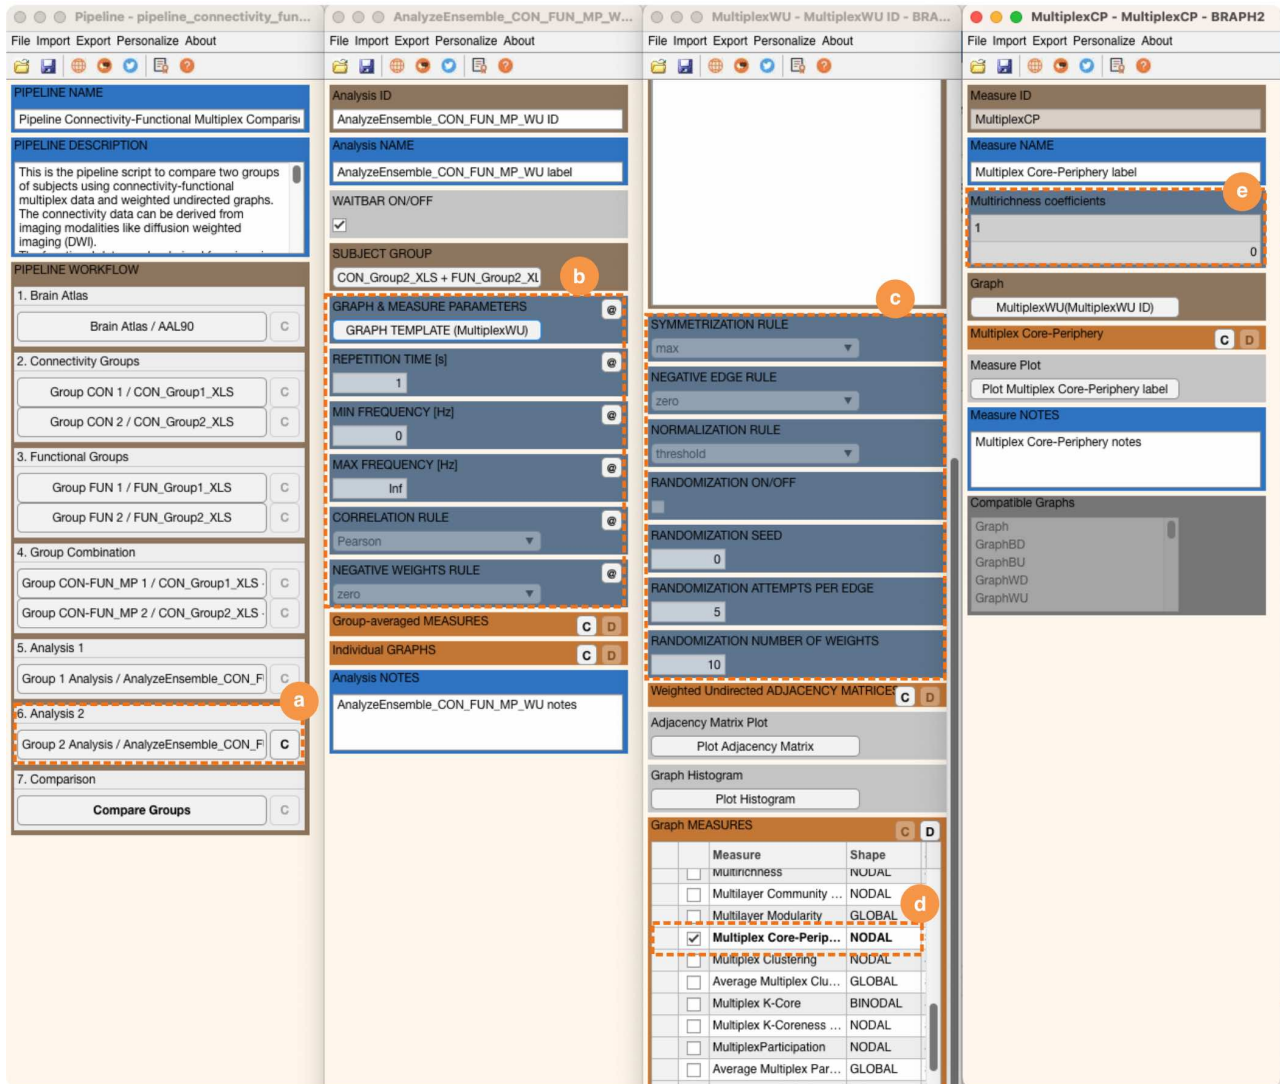 Pipeline - pipeline_connectivity_fun...
File Import Export Personalize About
PIPELINE NAME
Pipeline Connectivity-Functional Multiplex Comparis
PIPELINE DESCRIPTION
This is the pipeline script to compare two groups
of subjects using connectivity-functional
multiplex data and weighted undirected graphs.
The connectivity data can be derived from
imaging modalities like diffusion weighted
imaging (DWI).
PIPELINE WORKFLOW
1. Brain Atlas
Brain Atlas / AAL90
C
2. Connectivity Groups
Group CON 1 / CON_Group1_XLS
C
Group CON 2 / CON_Group2_XLS
C
3. Functional Groups
Group FUN 1 / FUN_Group1_XLS
C
Group FUN 2 / FUN_Group2_XLS
C
4. Group Combination
Group CON-FUN_MP 1 / CON_Group1_XLS -
C
Group CON-FUN_MP 2 / CON_Group2_XLS -
C
5. Analysis 1
Group 1 Analysis / AnalyzeEnsemble_CON_F
C
a
6. Analysis 2
Group 2 Analysis / AnalyzeEnsemble_CON_F
C
7. Comparison
Compare Groups
C
AnalyzeEnsemble_CON_FUN_MP_W...
File Import Export Personalize About
Analysis ID
AnalyzeEnsemble_CON_FUN_MP_WU ID
Analysis NAME
AnalyzeEnsemble_CON_FUN_MP_WU label
WAITBAR ON/OFF
SUBJECT GROUP
CON_Group2_XLS + FUN_Group2_XL
b
GRAPH & MEASURE PARAMETERS
@
GRAPH TEMPLATE (MultiplexWU)
REPETITION TIME [s]
@
1
MIN FREQUENCY [Hz]
@
0
MAX FREQUENCY [Hz]
@
Inf
CORRELATION RULE
@
Pearson
NEGATIVE WEIGHTS RULE
@
zero
Group-averaged MEASURES
C D
Individual GRAPHS
C D
Analysis NOTES
AnalyzeEnsemble_CON_FUN_MP_WU notes
MultiplexWU - MultiplexWU ID - BRA...
File Import Export Personalize About
c
SYMMETRIZATION RULE
max
NEGATIVE EDGE RULE
zero
NORMALIZATION RULE
threshold
RANDOMIZATION ON/OFF
RANDOMIZATION SEED
0
RANDOMIZATION ATTEMPTS PER EDGE
5
RANDOMIZATION NUMBER OF WEIGHTS
10
Weighted Undirected ADJACENCY MATRICES
C D
Adjacency Matrix Plot
Plot Adjacency Matrix
Graph Histogram
Plot Histogram
Graph MEASURES
C D
Measure Shape
Multirichness NODAL
Multilayer Community ... NODAL
Multilayer Modularity GLOBAL
d
Multiplex Core-Perip... NODAL
Multiplex Clustering NODAL
Average Multiplex Clu... GLOBAL
Multiplex K-Core BINODAL
Multiplex K-Coreness ... NODAL
MultiplexParticipation NODAL
Average Multiplex Par... GLOBAL
MultiplexCP - MultiplexCP - BRAPH2
File Import Export Personalize About
Measure ID
MultiplexCP
Measure NAME
Multiplex Core-Periphery label
e
Multirichness coefficients
1
0
Graph
MultiplexWU(MultiplexWU ID)
Multiplex Core-Periphery
C D
Measure Plot
Plot Multiplex Core-Periphery label
Measure NOTES
Multiplex Core-Periphery notes
Compatible Graphs
Graph
GraphBD
GraphBU
GraphWD
GraphWU